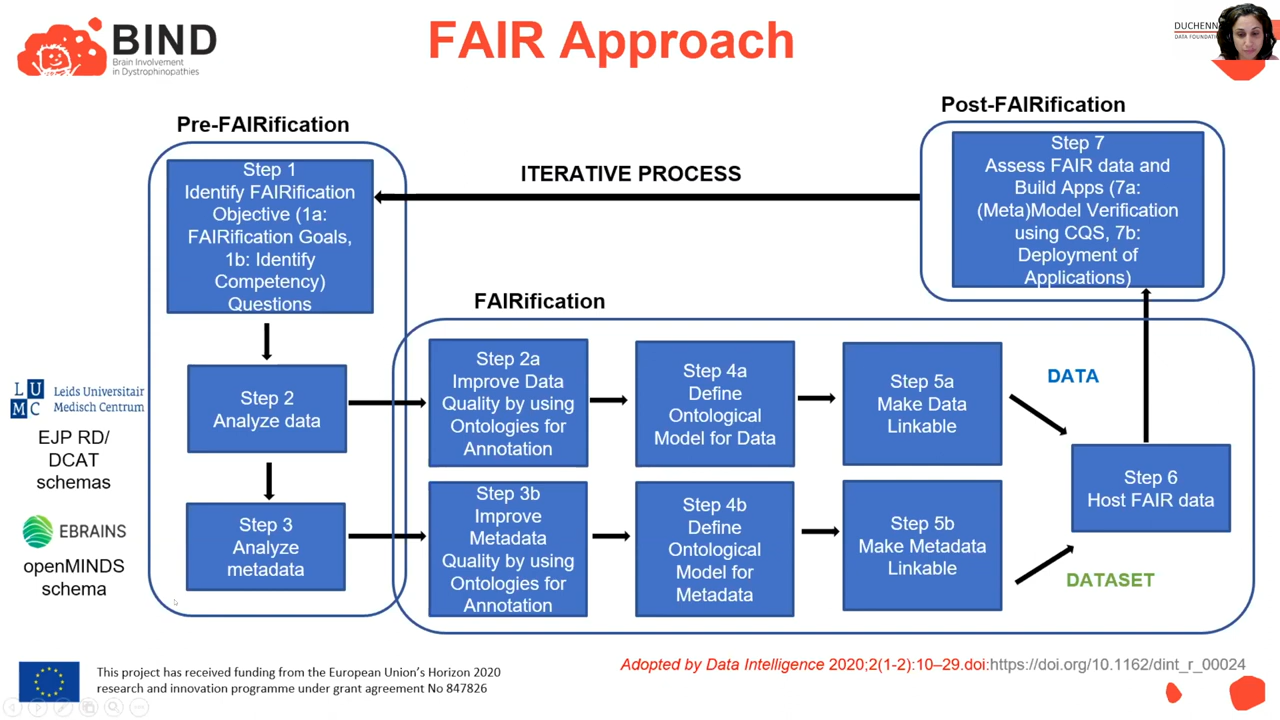 BIND
Brain Involvement
in Dystrophinopathies
FAIR Approach
DUCHENNE
DATA FOUNDATION
Pre-FAIRification
Post-FAIRification
Step 1
Identify FAIRification
Objective (1a:
FAIRification Goals,
1b: Identify
Competency)
Questions
ITERATIVE PROCESS
Step 7
Assess FAIR data and
Build Apps (7a:
(Meta)Model Verification
using CQS, 7b:
Deployment of
Applications)
FAIRification
Step 2
Analyze data
Step 2a
Improve Data
Quality by using
Ontologies for
Annotation
Step 4a
Define
Ontological
Model for Data
Step 5a
Make Data
Linkable
DATA
LU
MC
Leids Universitair
Medisch Centrum
EJP RD/
DCAT
schemas
Step 6
Host FAIR data
Step 3
Analyze
metadata
Step 3b
Improve
Metadata
Quality by using
Ontologies for
Annotation
Step 4b
Define
Ontological
Model for
Metadata
Step 5b
Make Metadata
Linkable
DATASET
EBRAINS
openMINDS
schema
This project has received funding from the European Union's Horizon 2020
research and innovation programme under grant agreement No 847826
Adopted by Data Intelligence 2020;2(1-2):10–29.doi:https://doi.org/10.1162/dint_r_00024